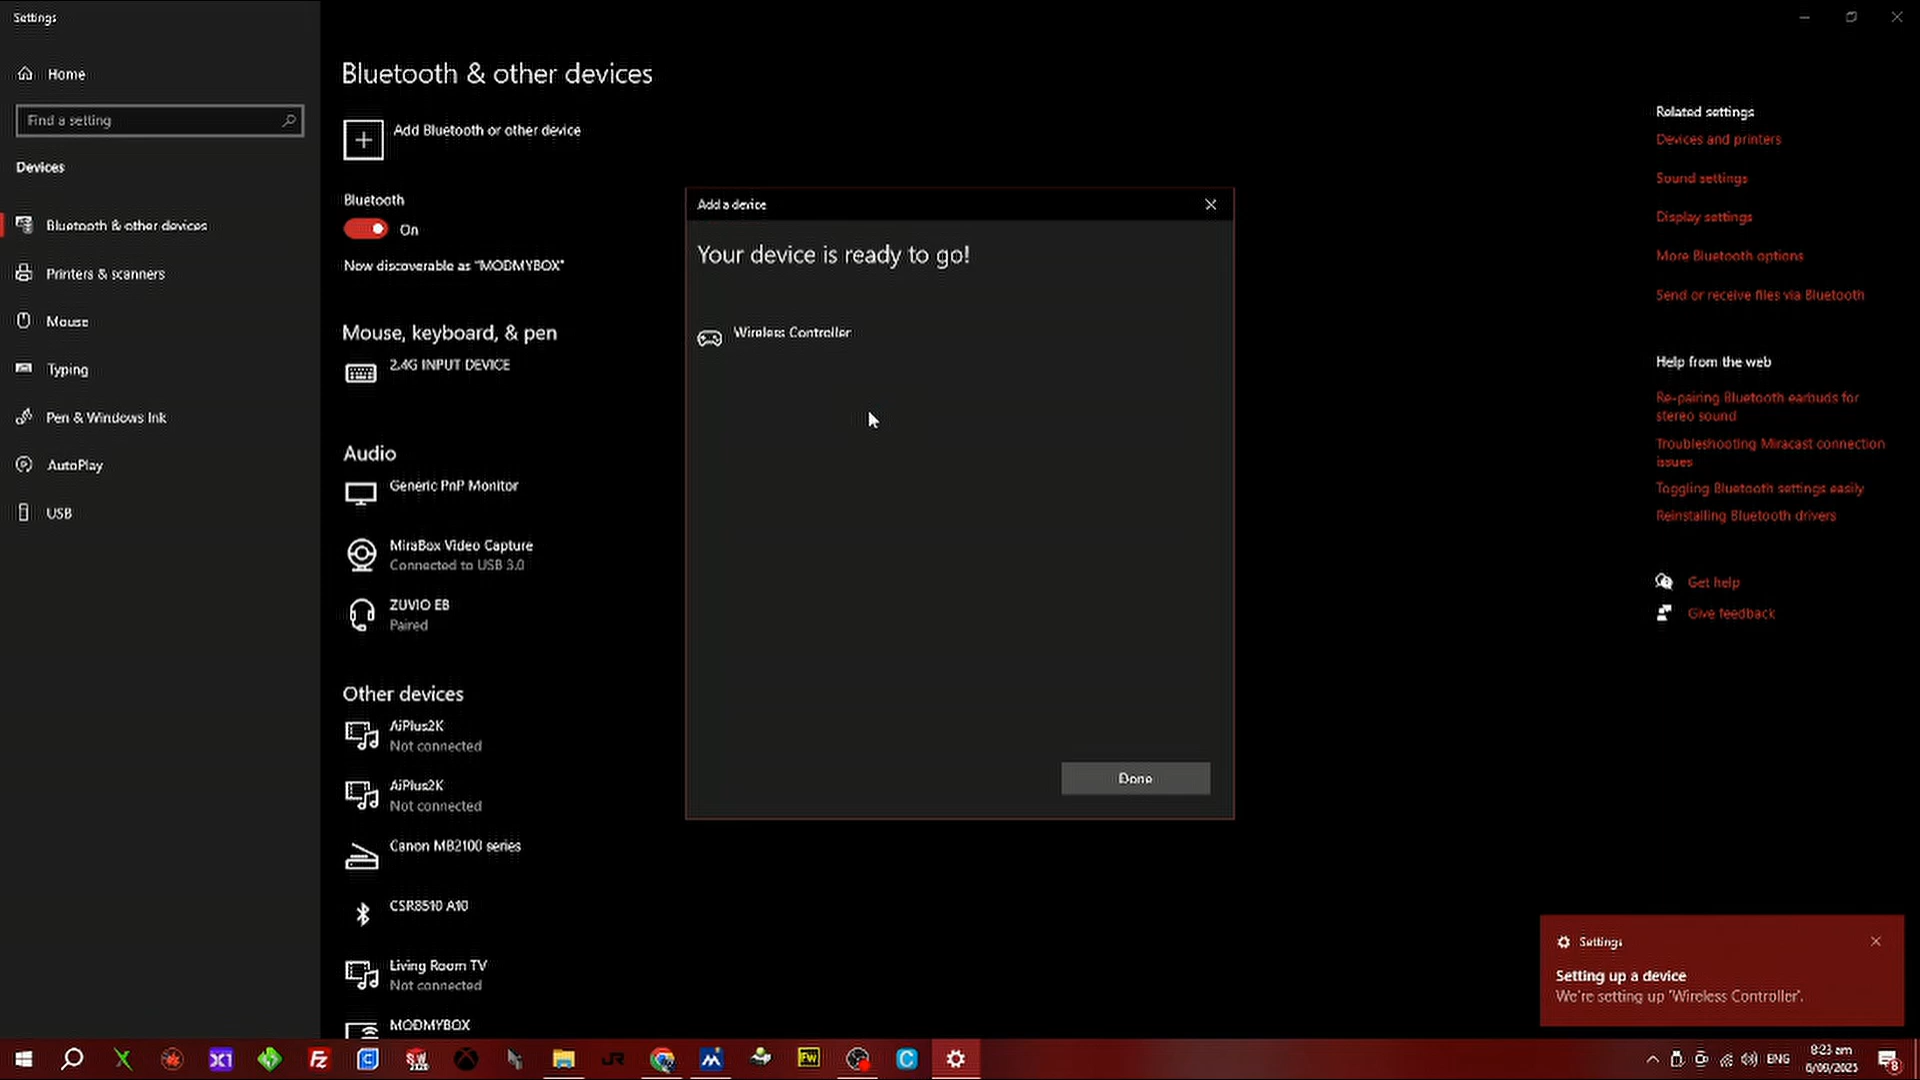 Settings
Home
Find a setting
Devices
Bluetooth & other devices
Printers & scanners
Mouse
Typing
Pen & Windows Ink
AutoPlay
USB
Bluetooth & other devices
Add Bluetooth or other device
Bluetooth
On
Now discoverable as "MODMYBOX"
Mouse, keyboard, & pen
2.4G INPUT DEVICE
Audio
Generic PnP Monitor
MiraBox Video Capture
Connected to USB 3.0
ZUVIO EB
Paired
Other devices
AiPlus2K
Not connected
AiPlus2K
Not connected
Canon MB2100 series
CSR8510 A10
Living Room TV
Not connected
MODMYBOX
Add a device
Your device is ready to go!
Wireless Controller
Done
Related settings
Devices and printers
Sound settings
Display settings
More Bluetooth options
Send or receive files via Bluetooth
Help from the web
Re-pairing Bluetooth earbuds for
stereo sound
Troubleshooting Miracast connection
issues
Toggling Bluetooth settings easily
Reinstalling Bluetooth drivers
Get help
Give feedback
Settings
Setting up a device
We're setting up 'Wireless Controller'.
X1
FZ
JR
FW
C
ENG
8:23 am
8